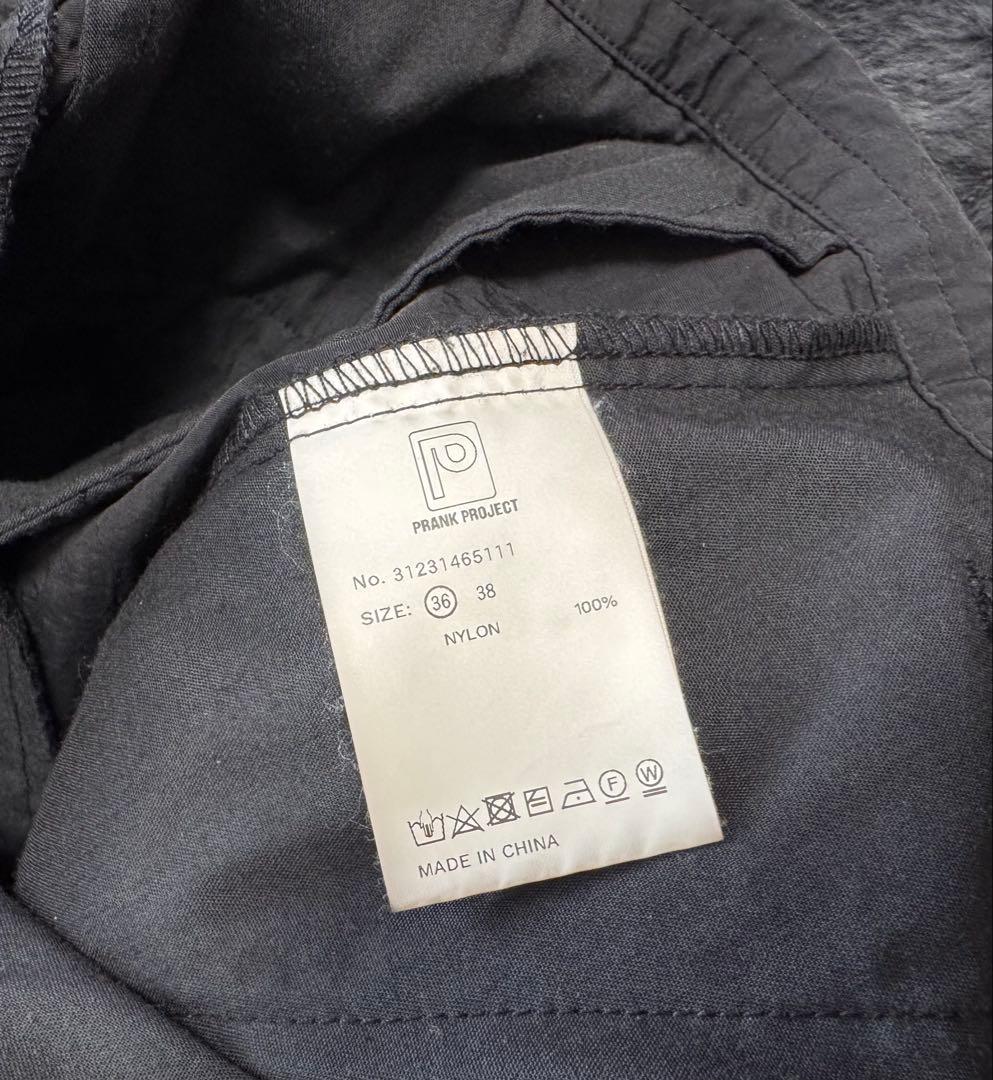 P
PRANK PROJECT
No. 31231465111
SIZE: 36 38
NYLON 100%
F W
MADE IN CHINA